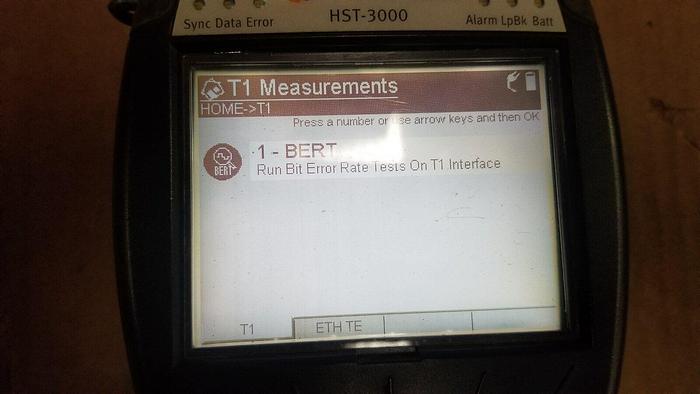 Sync Data Error HST-3000 Alarm LpBk Batt
T1 Measurements
HOME->T1
Press a number or use arrow keys and then OK
1 - BERT
BERT
Run Bit Error Rate Tests On T1 Interface
T1 ETH TE